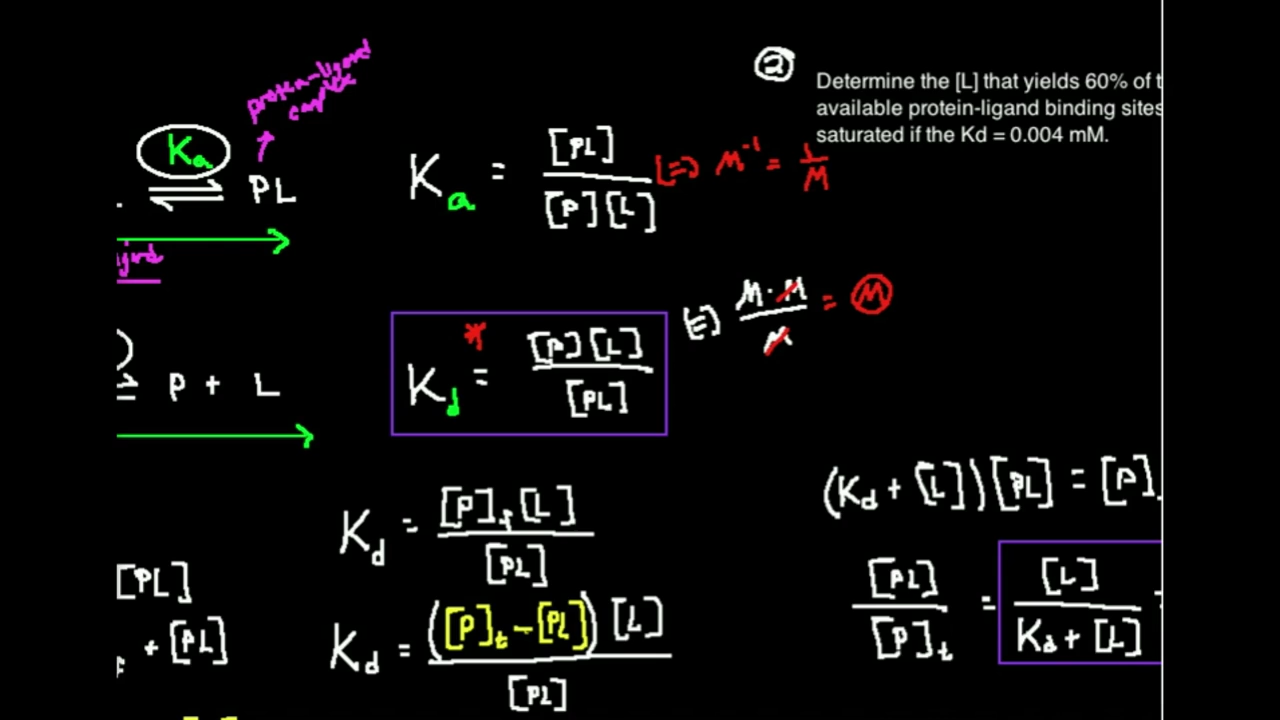 protein-ligand
complex
②
Determine the [L] that yields 60% of t
available protein-ligand binding sites
saturated if the Kd = 0.004 mM.
Ka
⇌ PL
Ka = [PL] / [P][L] [=] M⁻¹ = 1/M
Kd* = [P][L] / [PL] [=] M·M / M = M
⇌ P + L
Kd = [P]f[L] / [PL]
(Kd + [L])[PL] = [P]
[PL]
+ [PL]
Kd = ([P]t - [PL])[L] / [PL]
[PL] / [P]t = [L] / Kd + [L]